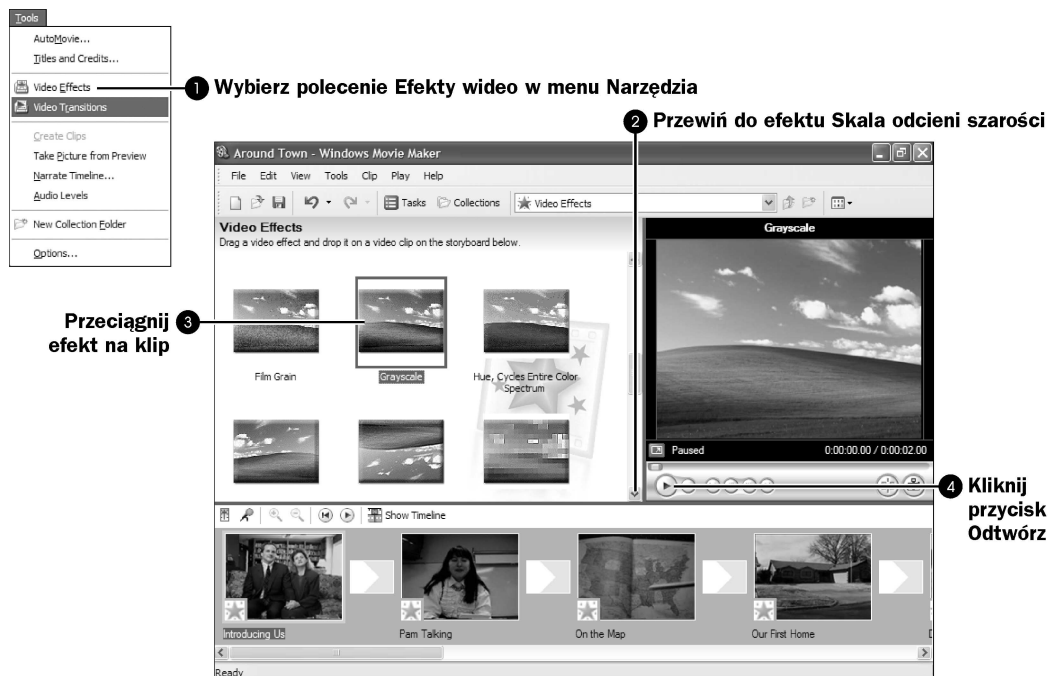 Tools
AutoMovie...
Titles and Credits...
Video Effects
Video Transitions
Create Clips
Take Picture from Preview
Narrate Timeline...
Audio Levels
New Collection Folder
Options...
1 Wybierz polecenie Efekty wideo w menu Narzędzia
2 Przewiń do efektu Skala odcieni szarości
Around Town - Windows Movie Maker
File Edit View Tools Clip Play Help
Tasks Collections Video Effects
Video Effects
Drag a video effect and drop it on a video clip on the storyboard below.
Grayscale
Przeciągnij 3
efekt na klip
Film Grain
Grayscale
Hue, Cycles Entire Color
Spectrum
Paused 0:00:00.00 / 0:00:02.00
4 Kliknij
przycisk
Odtwórz
Show Timeline
Introducing Us
Pam Talking
On the Map
Our First Home
Ready